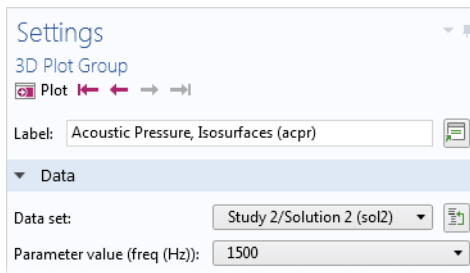 Settings
3D Plot Group
Plot
Label: Acoustic Pressure, Isosurfaces (acpr)
Data
Data set: Study 2/Solution 2 (sol2)
Parameter value (freq (Hz)): 1500